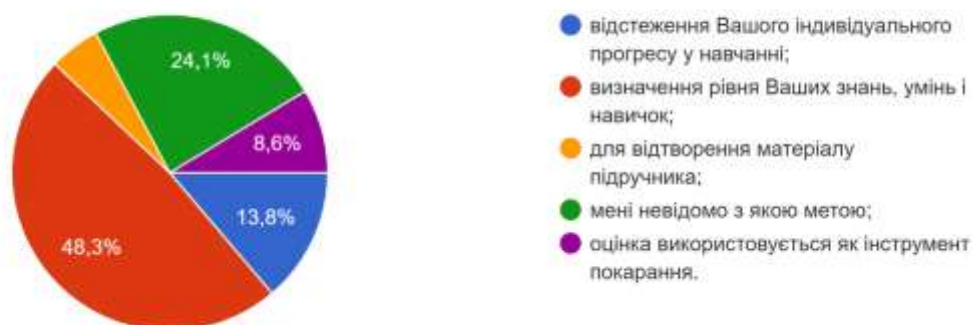 24,1%
8,6%
13,8%
48,3%
відстеження Вашого індивідуального
прогресу у навчанні;
визначення рівня Ваших знань, умінь і
навичок;
для відтворення матеріалу
підручника;
мені невідомо з якою метою;
оцінка використовується як інструмент
покарання.